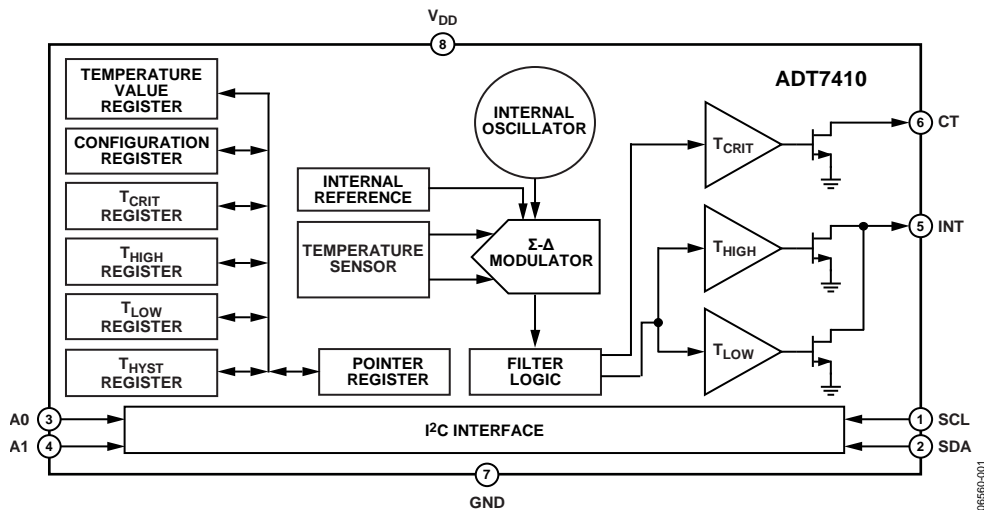 VDD
8
TEMPERATURE
VALUE
REGISTER
CONFIGURATION
REGISTER
TCRIT
REGISTER
THIGH
REGISTER
TLOW
REGISTER
THYST
REGISTER
POINTER
REGISTER
INTERNAL
OSCILLATOR
INTERNAL
REFERENCE
TEMPERATURE
SENSOR
Σ-Δ
MODULATOR
FILTER
LOGIC
ADT7410
TCRIT
6 CT
THIGH
5 INT
TLOW
A0 3
A1 4
I²C INTERFACE
1 SCL
2 SDA
7
GND
06560-001